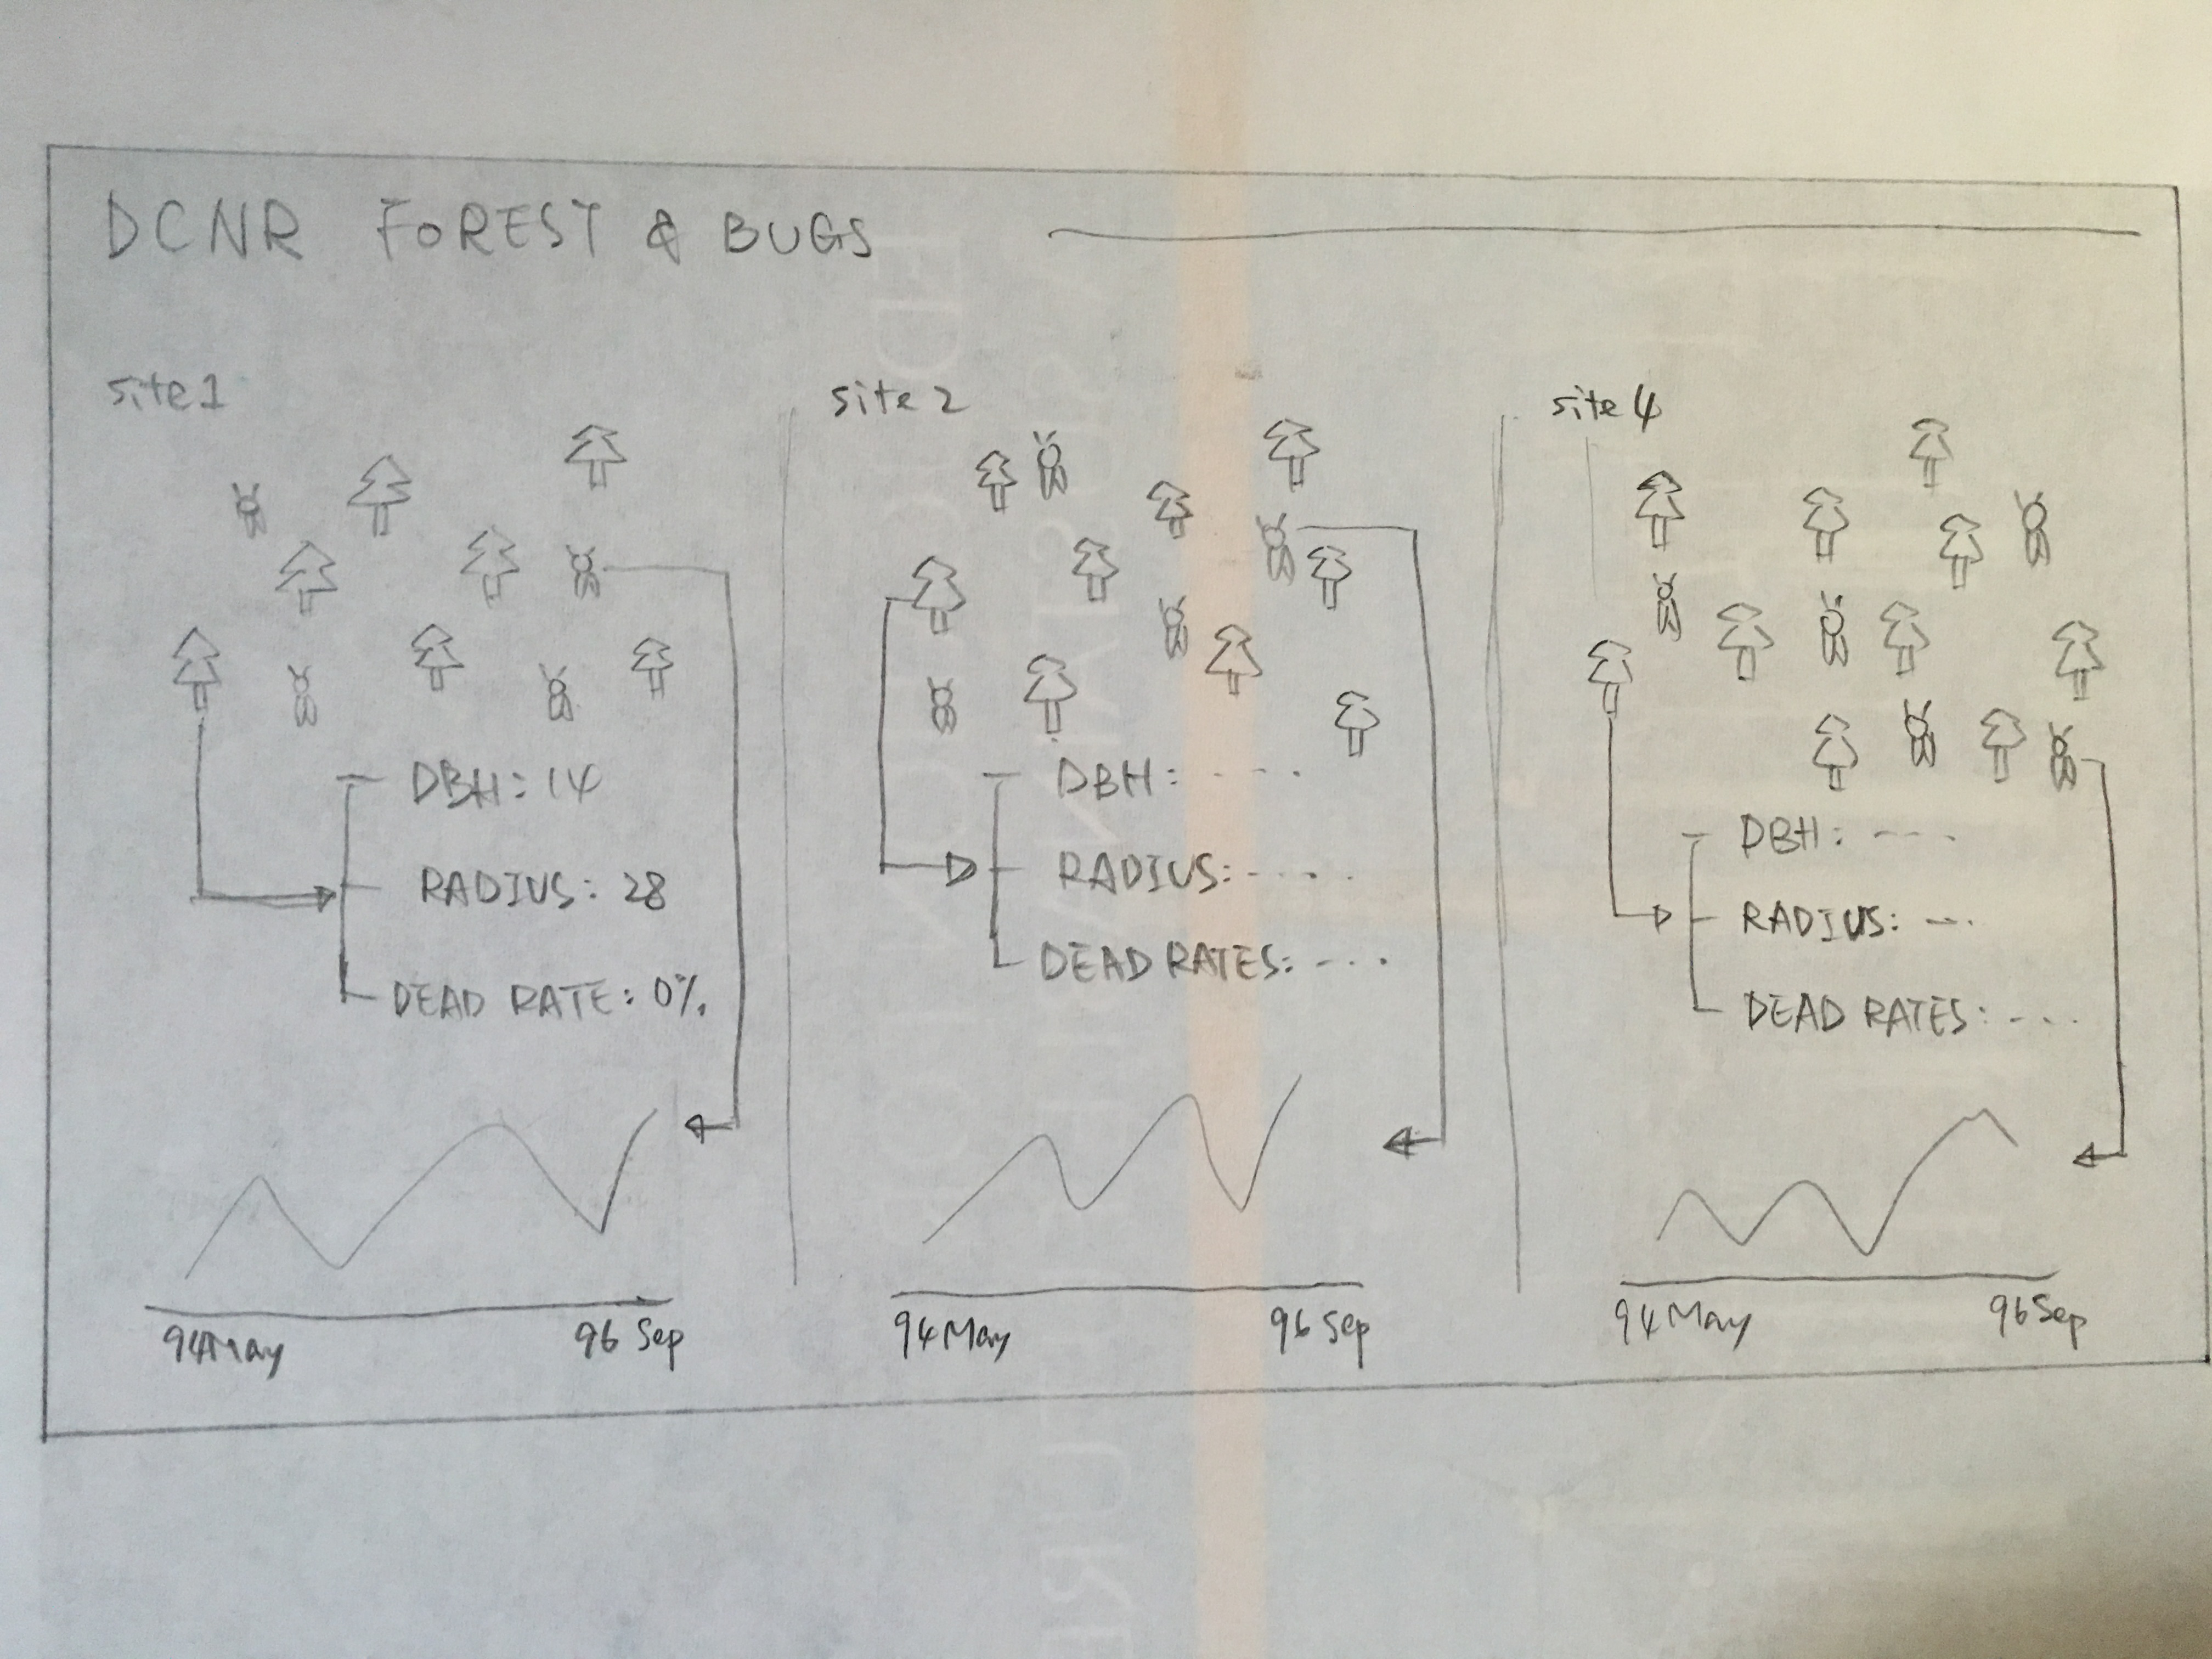 DCNR FOREST & BUGS
site 1
DBH: 14
RADIUS: 28
DEAD RATE: 0%
94 May 96 Sep
site 2
DBH: - - - -
RADIUS: - - - -
DEAD RATES: - - -
94 May 96 Sep
site 4
DBH: - - -
RADIUS: - - -
DEAD RATES: - - -
94 May 96 Sep